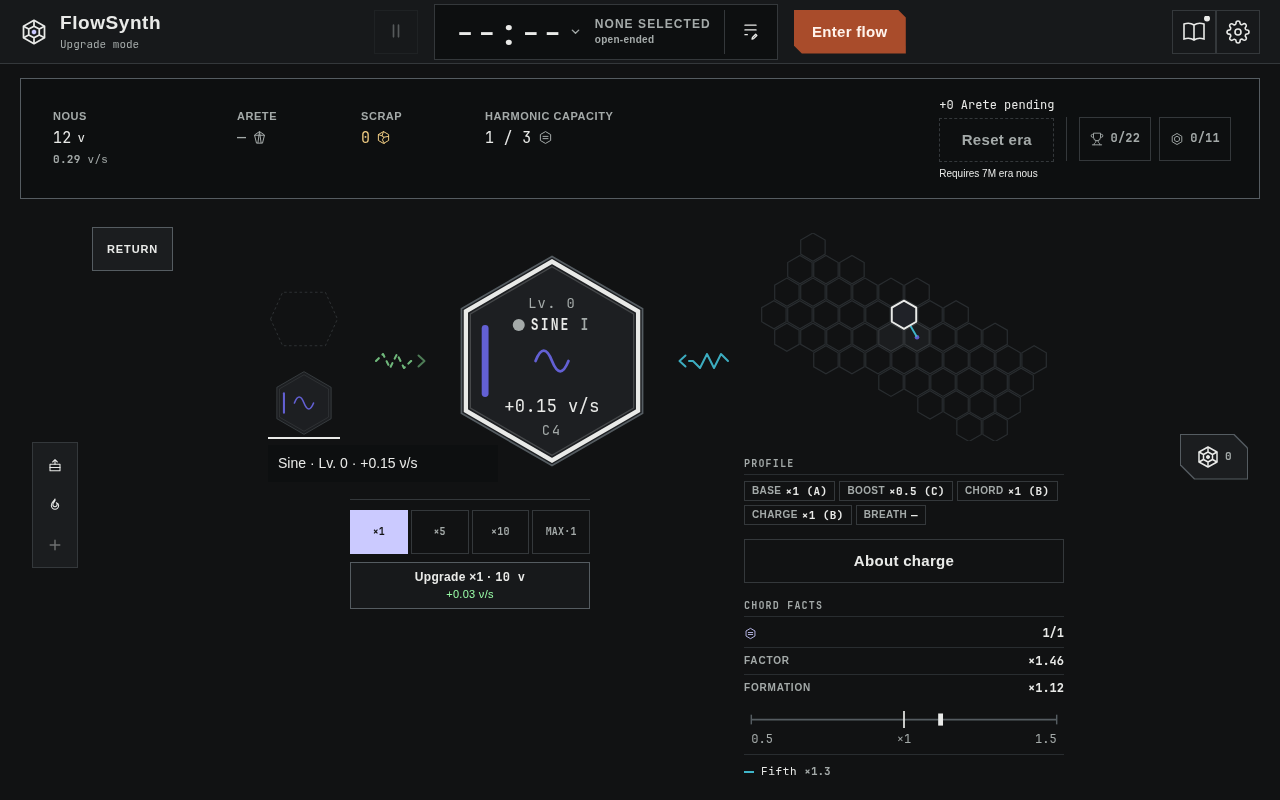 FlowSynth
Upgrade mode
– – : – –
NONE SELECTED
open-ended
Enter flow
NOUS
12 ν
0.29 ν/s
ARETE
—
SCRAP
0
HARMONIC CAPACITY
1 / 3
+0 Arete pending
Reset era
Requires 7M era nous
0/22
0/11
RETURN
Lv. 0
SINE I
+0.15 ν/s
C4
Sine · Lv. 0 · +0.15 ν/s
×1
×5
×10
MAX·1
Upgrade ×1 · 10 ν
+0.03 ν/s
0
PROFILE
BASE ×1 (A)
BOOST ×0.5 (C)
CHORD ×1 (B)
CHARGE ×1 (B)
BREATH —
About charge
CHORD FACTS
1/1
FACTOR ×1.46
FORMATION ×1.12
0.5 ×1 1.5
Fifth ×1.3